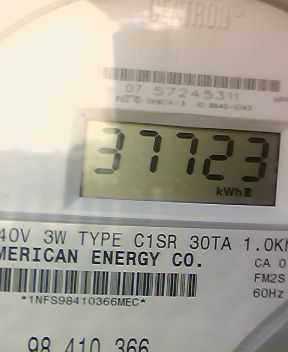 CENTRON®
07 57245311
37723
kWh
40V 3W TYPE C1SR 30TA 1.0K
MERICAN ENERGY CO.
CA 0
FM2S
60Hz
*1NFS98410366MEC*
98 410 366